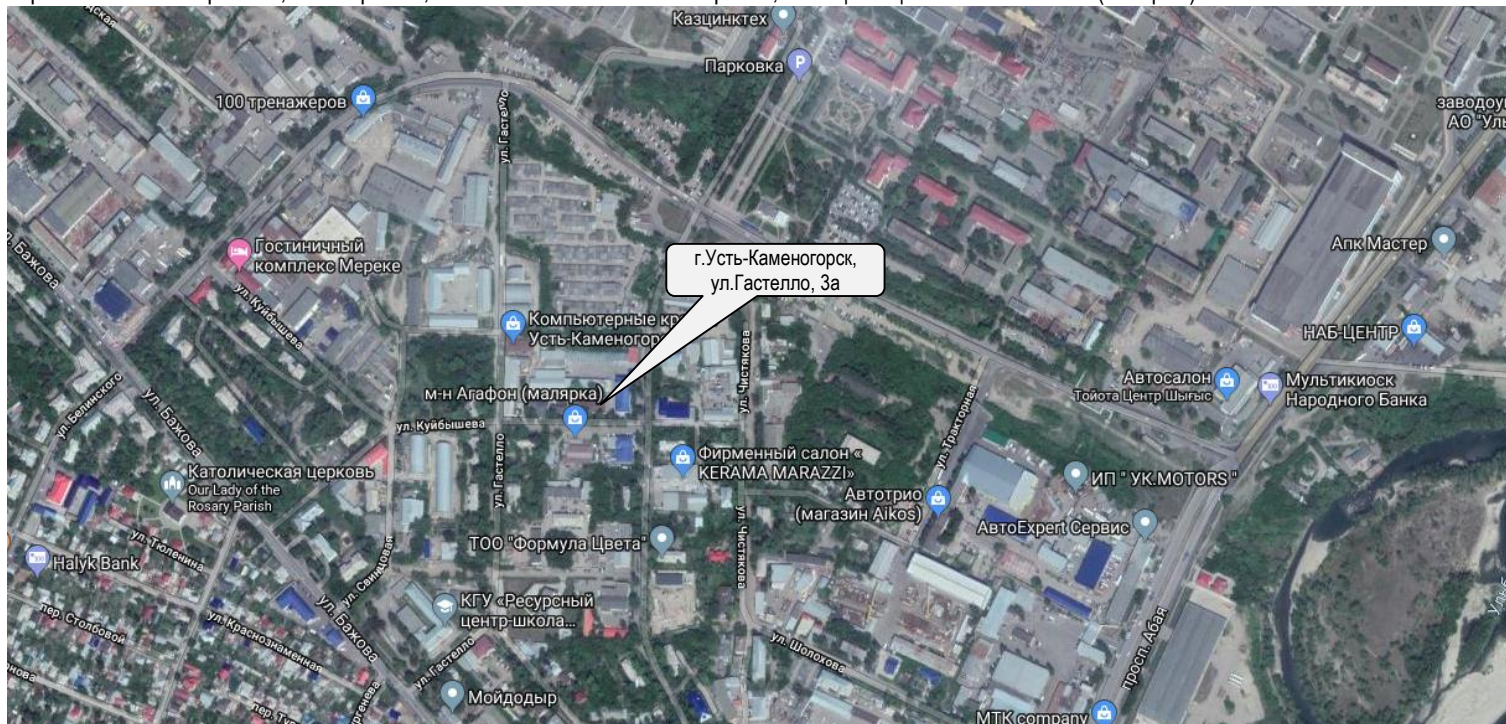 Казцинктех
Парковка
100 тренажеров
ул. Гастелло
заводоуп
АО "Уль
ул. Бажова
Гостиничный
комплекс Мереке
ул. Куйбышева
г.Усть-Каменогорск,
ул.Гастелло, 3а
Апк Мастер
Компьютерные кр
Усть-Каменогор
НАБ-ЦЕНТР
ул. Чистякова
Автосалон
Тойота Центр Шығыс
Мультикиоск
Народного Банка
м-н Агафон (малярка)
ул. Белинского
ул. Бажова
ул. Куйбышева
ул. Тракторная
Фирменный салон «
KERAMA MARAZZI»
Католическая церковь
Our Lady of the
Rosary Parish
ул. Гастелло
ИП " УК.MOTORS "
Автотрио
(магазин Aikos)
АвтоExpert Сервис
ул. Чистякова
ТОО "Формула Цвета"
ул. Тюленина
Halyk Bank
ул. Свинцовая
КГУ «Ресурсный
центр-школа...
пер. Столбовой
ул. Краснознаменная
ул. Бажова
ул. Гастелло
ул. Шолохова
просп. Абая
Мойдодыр
MTK company